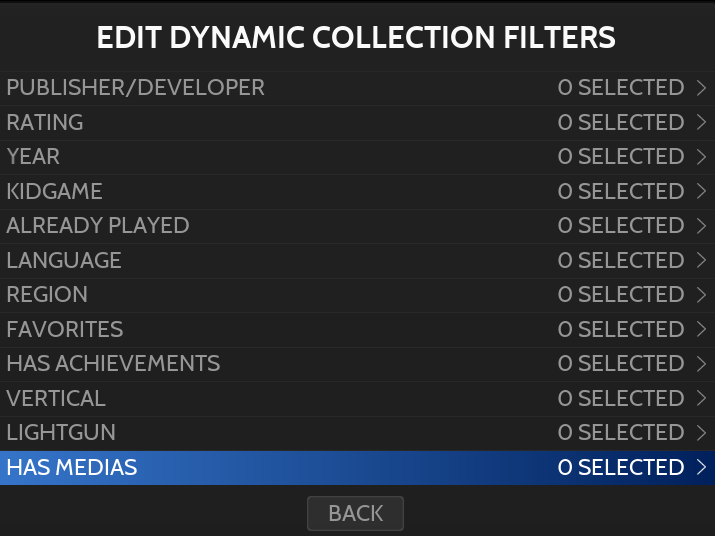 EDIT DYNAMIC COLLECTION FILTERS
PUBLISHER/DEVELOPER 0 SELECTED
RATING 0 SELECTED
YEAR 0 SELECTED
KIDGAME 0 SELECTED
ALREADY PLAYED 0 SELECTED
LANGUAGE 0 SELECTED
REGION 0 SELECTED
FAVORITES 0 SELECTED
HAS ACHIEVEMENTS 0 SELECTED
VERTICAL 0 SELECTED
LIGHTGUN 0 SELECTED
HAS MEDIAS 0 SELECTED
BACK